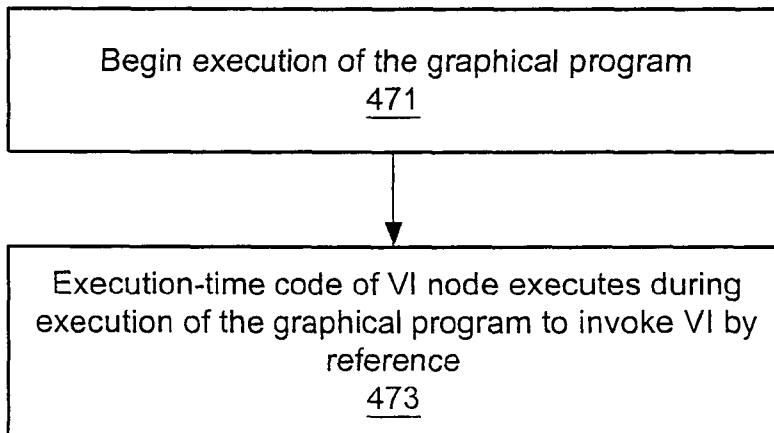 Begin execution of the graphical program
471
Execution-time code of VI node executes during
execution of the graphical program to invoke VI by
reference
473